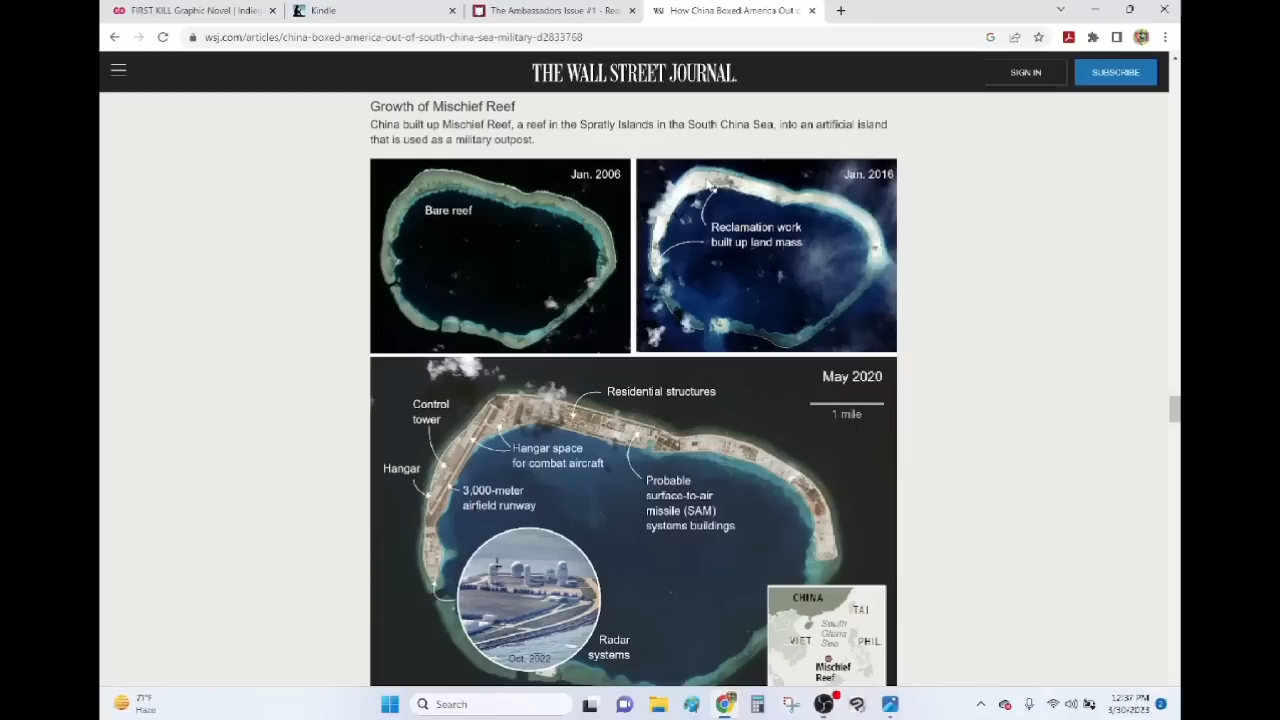 FIRST KILL Graphic Novel | Indieg
Kindle
The Ambassors Issue #1 - Rea
How China Boxed America Out o
wsj.com/articles/china-boxed-america-out-of-south-china-sea-military-d2833768
THE WALL STREET JOURNAL.
SIGN IN
SUBSCRIBE
Growth of Mischief Reef
China built up Mischief Reef, a reef in the Spratly Islands in the South China Sea, into an artificial island
that is used as a military outpost.
Jan. 2006
Bare reef
Jan. 2016
Reclamation work
built up land mass
May 2020
1 mile
Residential structures
Control
tower
Hangar space
for combat aircraft
Hangar
3,000-meter
airfield runway
Probable
surface-to-air
missile (SAM)
systems buildings
Radar
systems
Oct. 2022
CHINA
TAI.
South
China
Sea
VIET
PHIL.
Mischief
Reef
71°F
Haze
Search
12:37 PM
3/30/2023
2